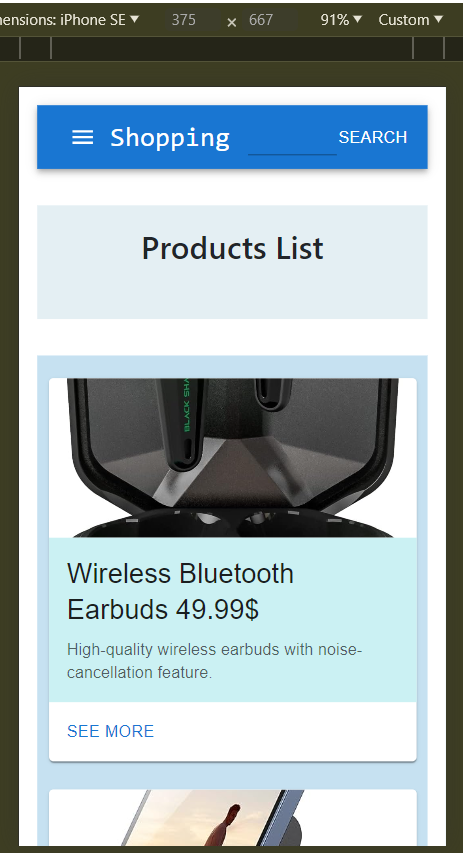 ensions: iPhone SE ▼ 375 × 667 91% ▼ Custom ▼
Shopping SEARCH
Products List
BLACK SHA
Wireless Bluetooth
Earbuds 49.99$
High-quality wireless earbuds with noise-
cancellation feature.
SEE MORE